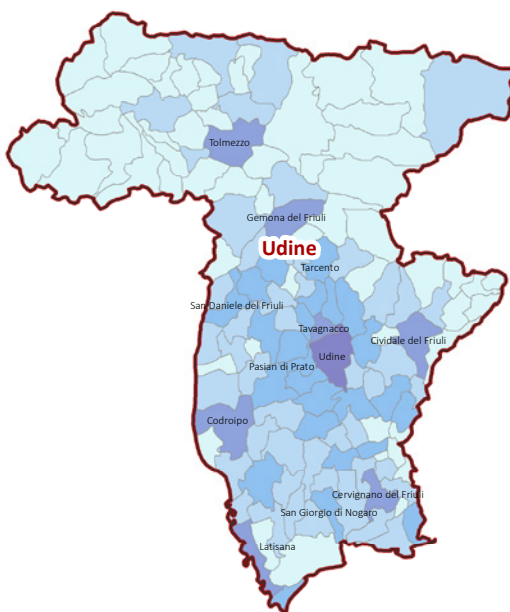 Tolmezzo
Gemona del Friuli
Udine
Tarcento
San Daniele del Friuli
Tavagnacco
Cividale del Friuli
Udine
Pasian di Prato
Codroipo
Cervignano del Friuli
San Giorgio di Nogaro
Latisana